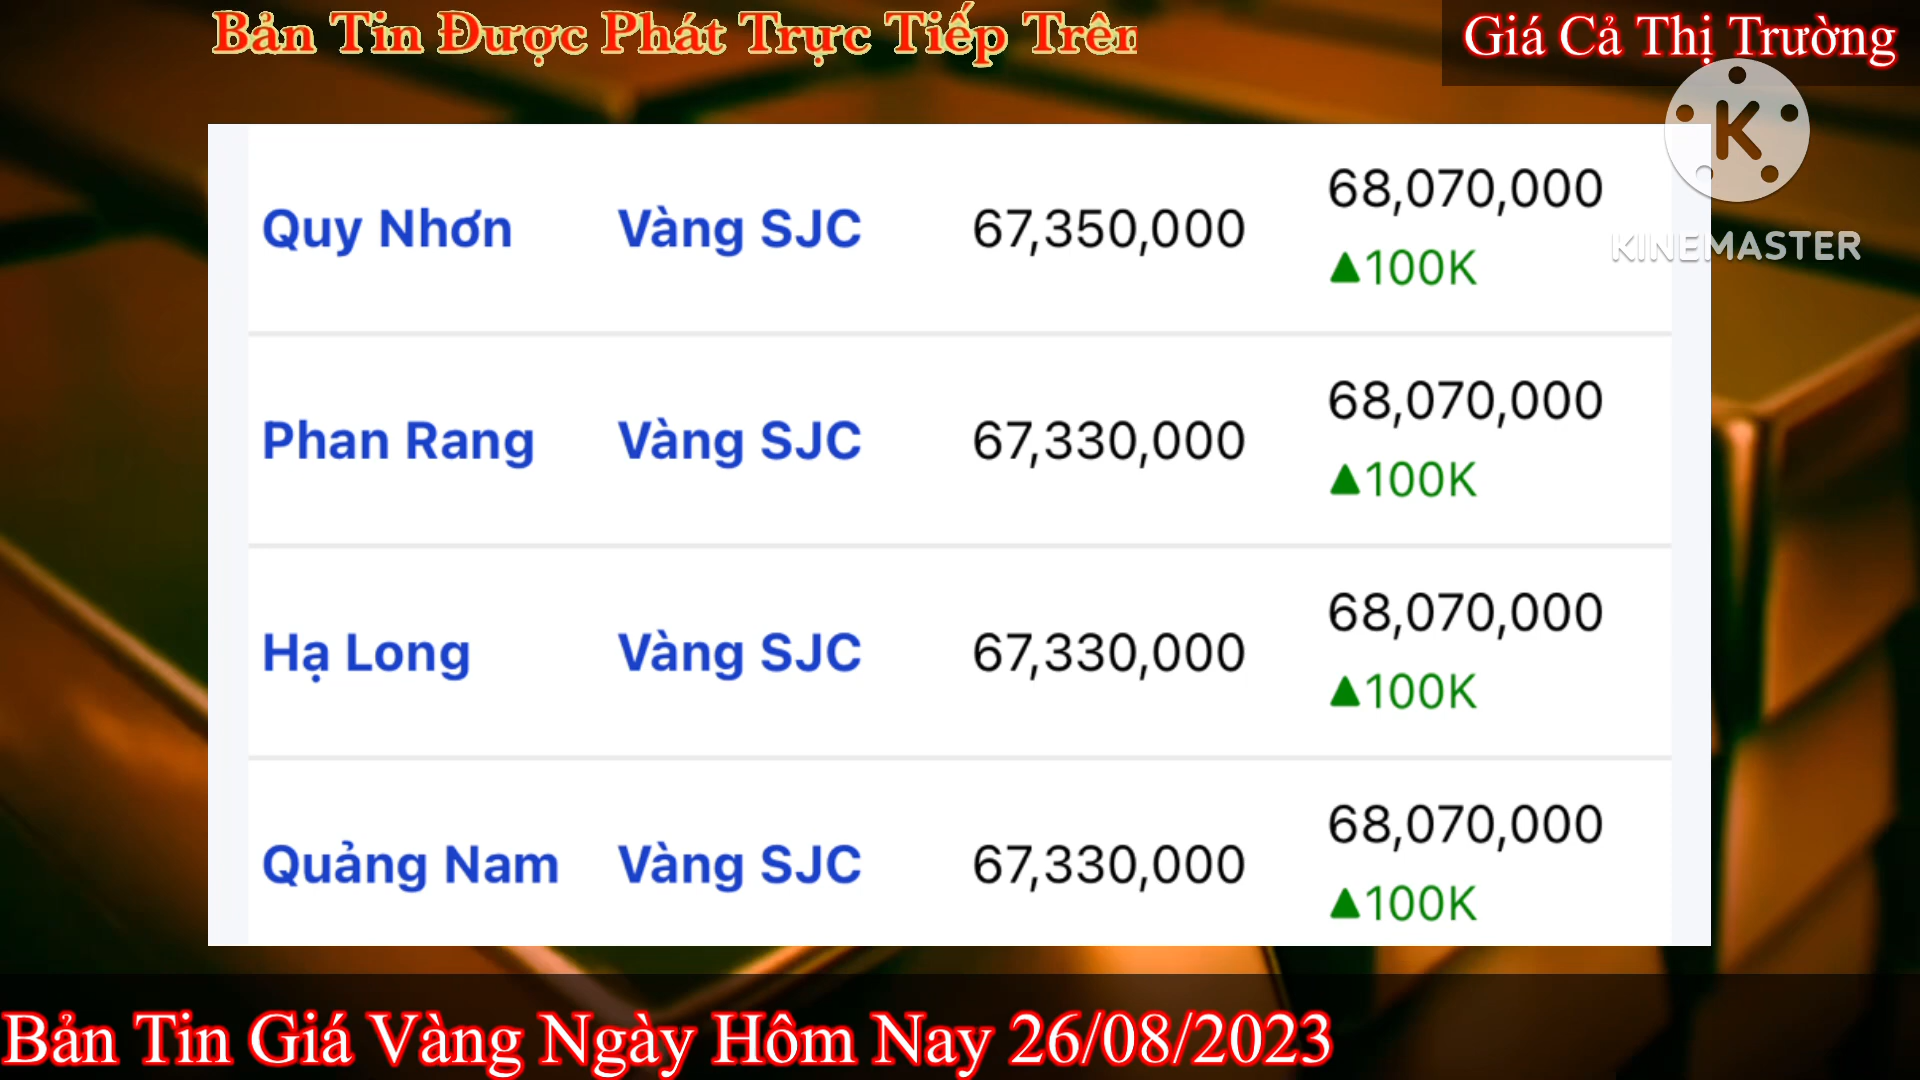 Bản Tin Được Phát Trực Tiếp Trên
Giá Cả Thị Trường
K
KINEMASTER
Quy Nhơn Vàng SJC 67,350,000 68,070,000
▲100K
Phan Rang Vàng SJC 67,330,000 68,070,000
▲100K
Hạ Long Vàng SJC 67,330,000 68,070,000
▲100K
Quảng Nam Vàng SJC 67,330,000 68,070,000
▲100K
Bản Tin Giá Vàng Ngày Hôm Nay 26/08/2023